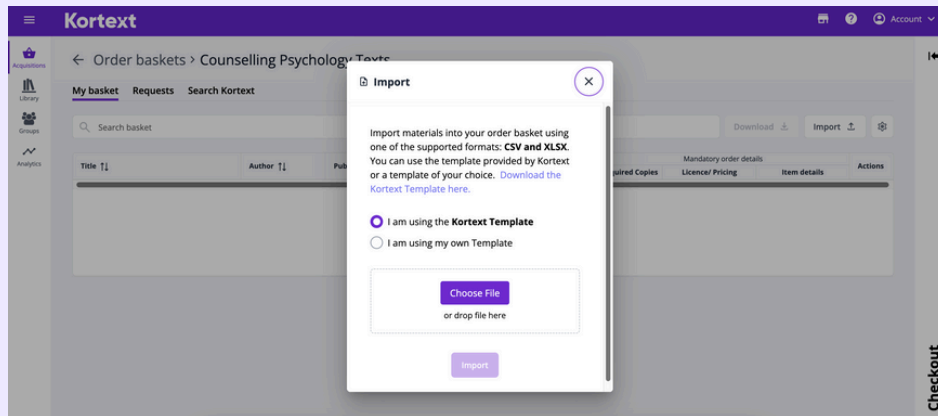 Kortext
Account
Acquisitions
Library
Groups
Analytics
Order baskets > Counselling Psychology Texts
My basket Requests Search Kortext
Search basket
Download
Import
Title
Author
Mandatory order details
Licence/ Pricing
Item details
Actions
Import
Import materials into your order basket using
one of the supported formats: CSV and XLSX.
You can use the template provided by Kortext
or a template of your choice. Download the
Kortext Template here.
I am using the Kortext Template
I am using my own Template
Choose File
or drop file here
Import
Checkout